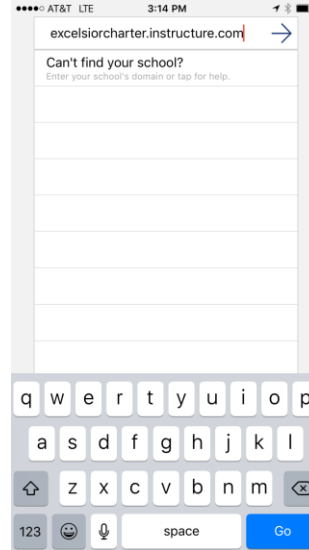 AT&T LTE 3:14 PM
excelsiorcharter.instructure.com
Can't find your school?
Enter your school's domain or tap for help.
q w e r t y u i o p
a s d f g h j k l
z x c v b n m
123 space Go